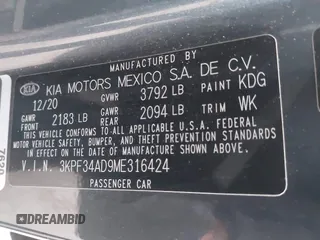 MANUFACTURED BY
KIA KIA MOTORS MEXICO S.A. DE C.V.
12/20 GVWR 3792 LB PAINT KDG
GAWR FRONT 2183 LB GAWR REAR 2094 LB TRIM WK
THIS VEHICLE CONFORMS TO ALL APPLICABLE
FEDERAL MOTOR VEHICLE SAFETY, BUMPER, AND THEFT
PREVENTION STANDARDS IN EFFECT ON THE DATE OF
MANUFACTURE SHOWN ABOVE.
V.I.N. 3KPF34AD9ME316424
PASSENGER CAR
DREAMBID